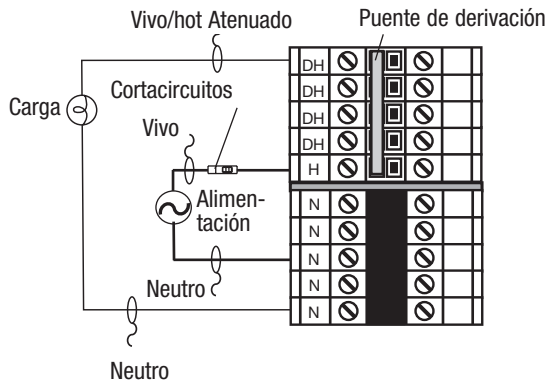 Vivo/hot Atenuado
Puente de derivación
Cortacircuitos
Carga
Vivo
Alimen-
tación
Neutro
Neutro
DH
DH
DH
DH
H
N
N
N
N
N